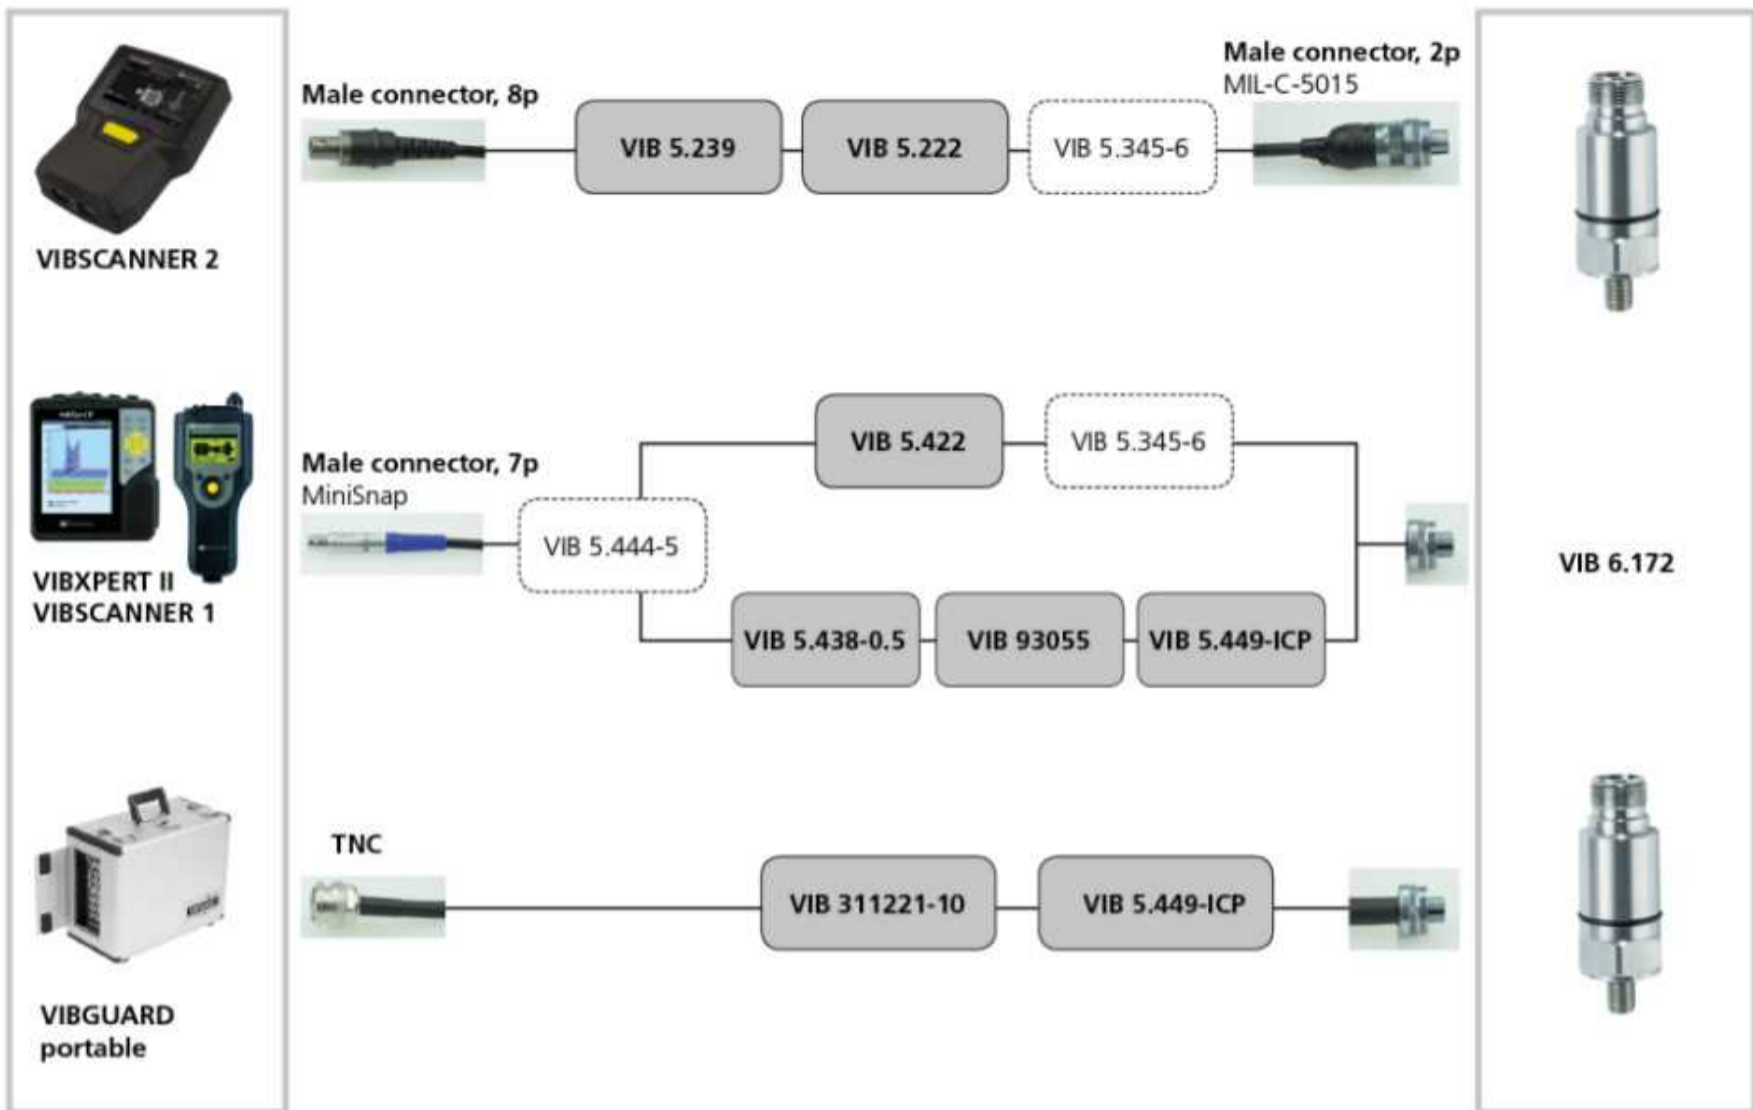 Male connector, 2p
MIL-C-5015
Male connector, 8p
VIB 5.239
VIB 5.222
VIB 5.345-6
VIBSCANNER 2
VIB 5.422
VIB 5.345-6
Male connector, 7p
MiniSnap
VIB 5.444-5
VIB 6.172
VIBXPERT II
VIBSCANNER 1
VIB 5.438-0.5
VIB 93055
VIB 5.449-ICP
TNC
VIB 311221-10
VIB 5.449-ICP
VIBGUARD
portable